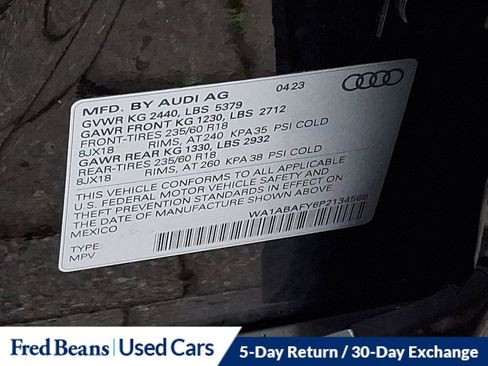 04.23
MFD. BY AUDI AG
GVWR KG 2440, LBS 5379
GAWR FRONT KG 1230, LBS 2712
FRONT-TIRES 235/60 R18
8JX18 RIMS, AT 240 KPA 35 PSI COLD
GAWR REAR KG 1330, LBS 2932
REAR-TIRES 235/60 R18
8JX18 RIMS, AT 260 KPA 38 PSI COLD
THIS VEHICLE CONFORMS TO ALL APPLICABLE
U.S. FEDERAL MOTOR VEHICLE SAFETY AND
THEFT PREVENTION STANDARDS IN EFFECT ON
THE DATE OF MANUFACTURE SHOWN ABOVE.
MEXICO
WA1ABAFY6P2134568
TYPE:
MPV
Fred Beans Used Cars
5-Day Return / 30-Day Exchange